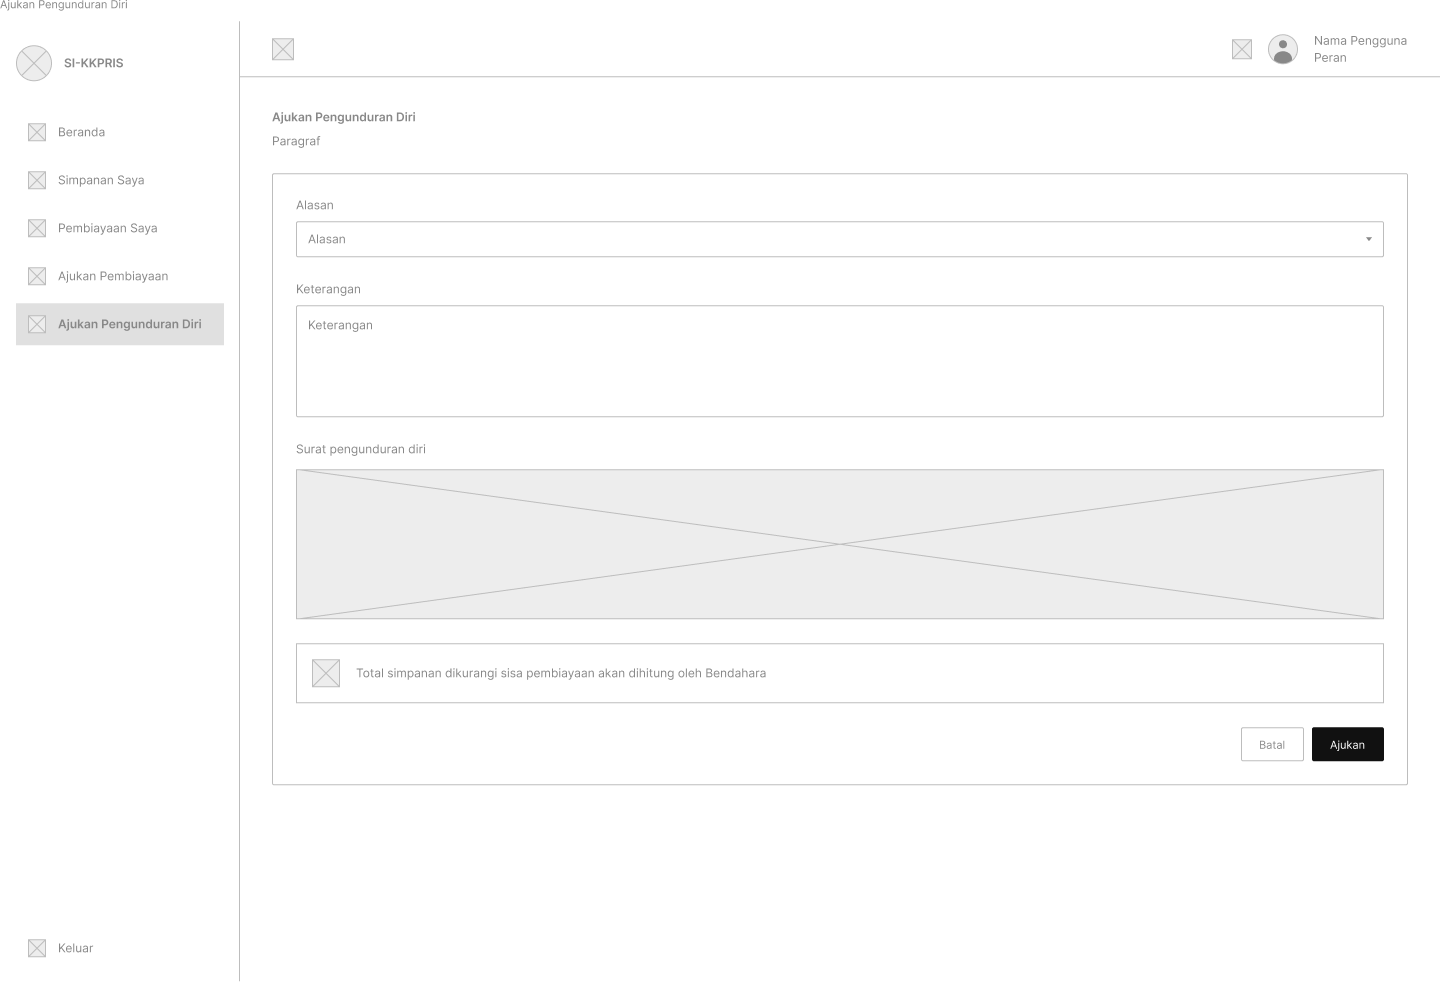 Ajukan Pengunduran Diri
SI-KKPRIS
Nama Pengguna
Peran
Beranda
Simpanan Saya
Pembiayaan Saya
Ajukan Pembiayaan
Ajukan Pengunduran Diri
Keluar
Ajukan Pengunduran Diri
Paragraf
Alasan
Alasan
Keterangan
Keterangan
Surat pengunduran diri
Total simpanan dikurangi sisa pembiayaan akan dihitung oleh Bendahara
Batal
Ajukan